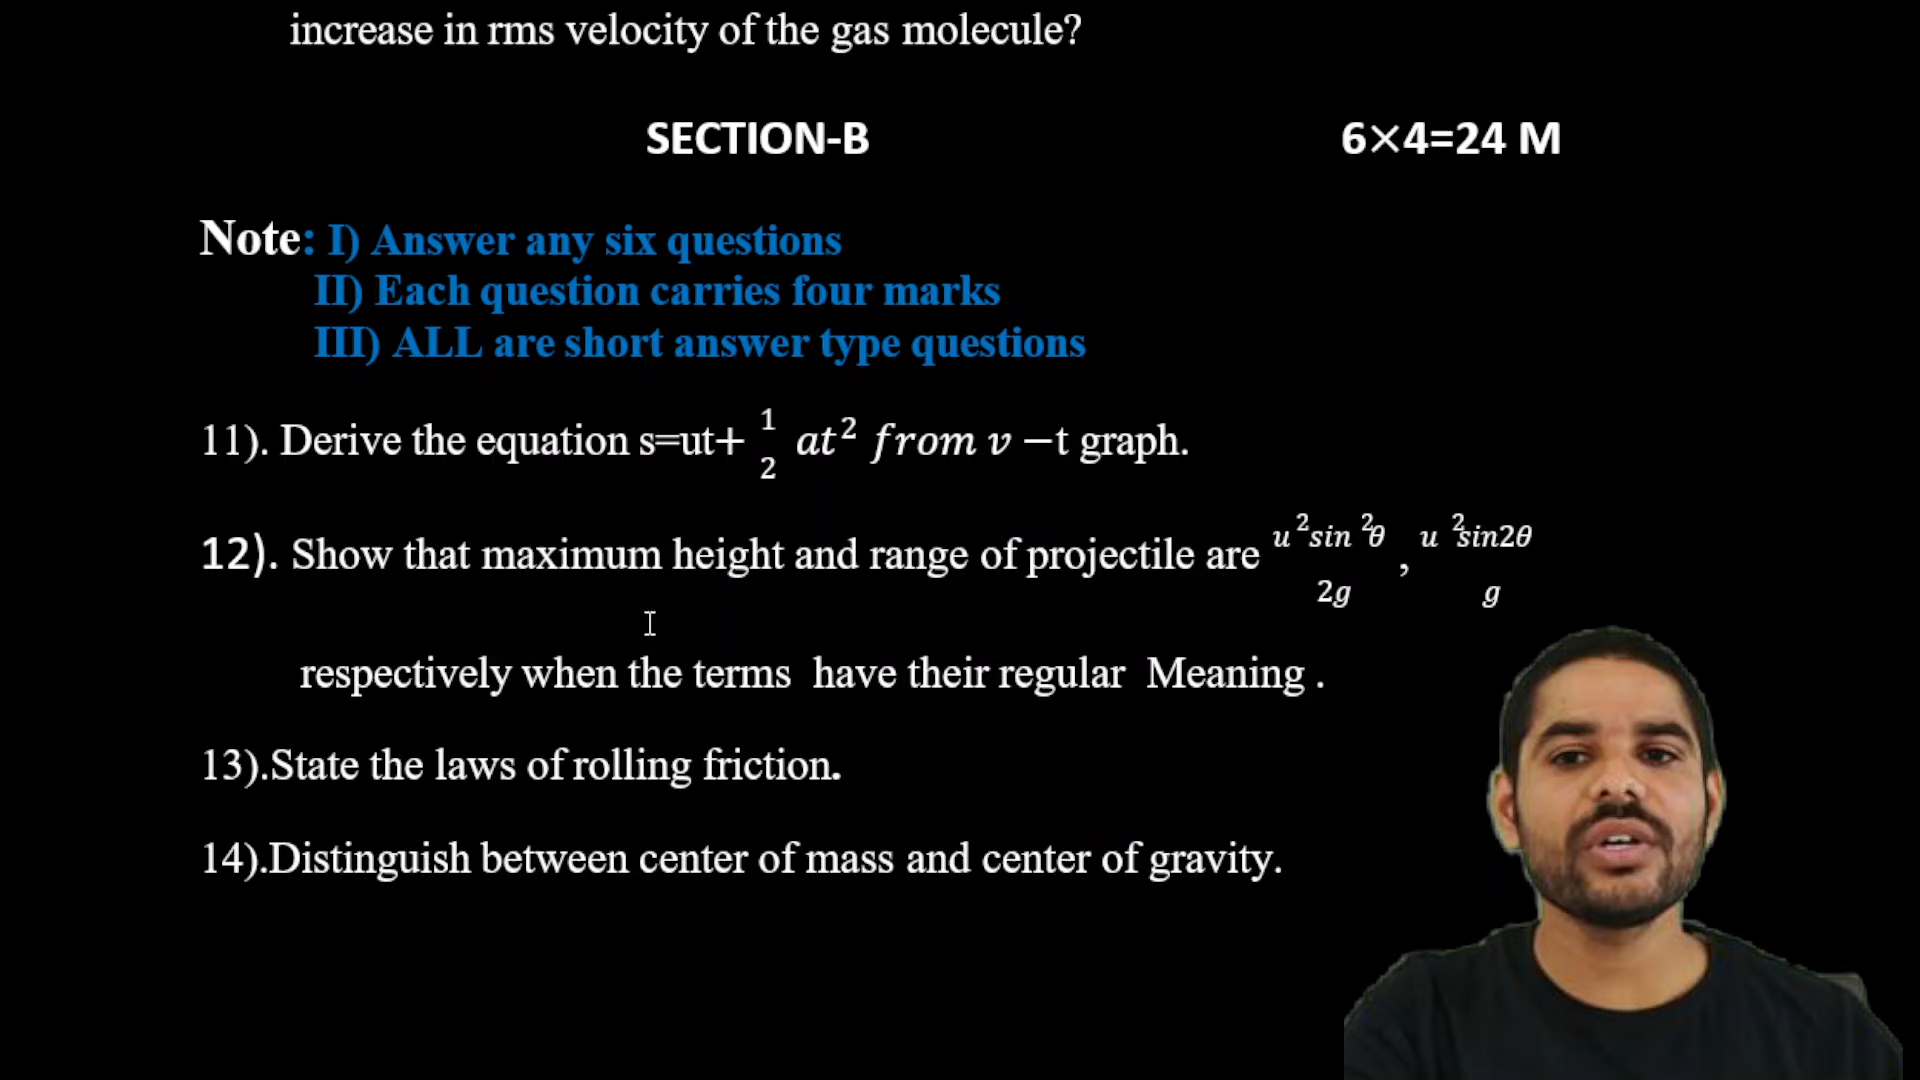 increase in rms velocity of the gas molecule?
SECTION-B 6×4=24 M
Note: I) Answer any six questions
II) Each question carries four marks
III) ALL are short answer type questions
11). Derive the equation s=ut+ 1/2 at² from v −t graph.
12). Show that maximum height and range of projectile are u²sin²θ/2g , u²sin2θ/g
respectively when the terms have their regular Meaning .
13).State the laws of rolling friction.
14).Distinguish between center of mass and center of gravity.